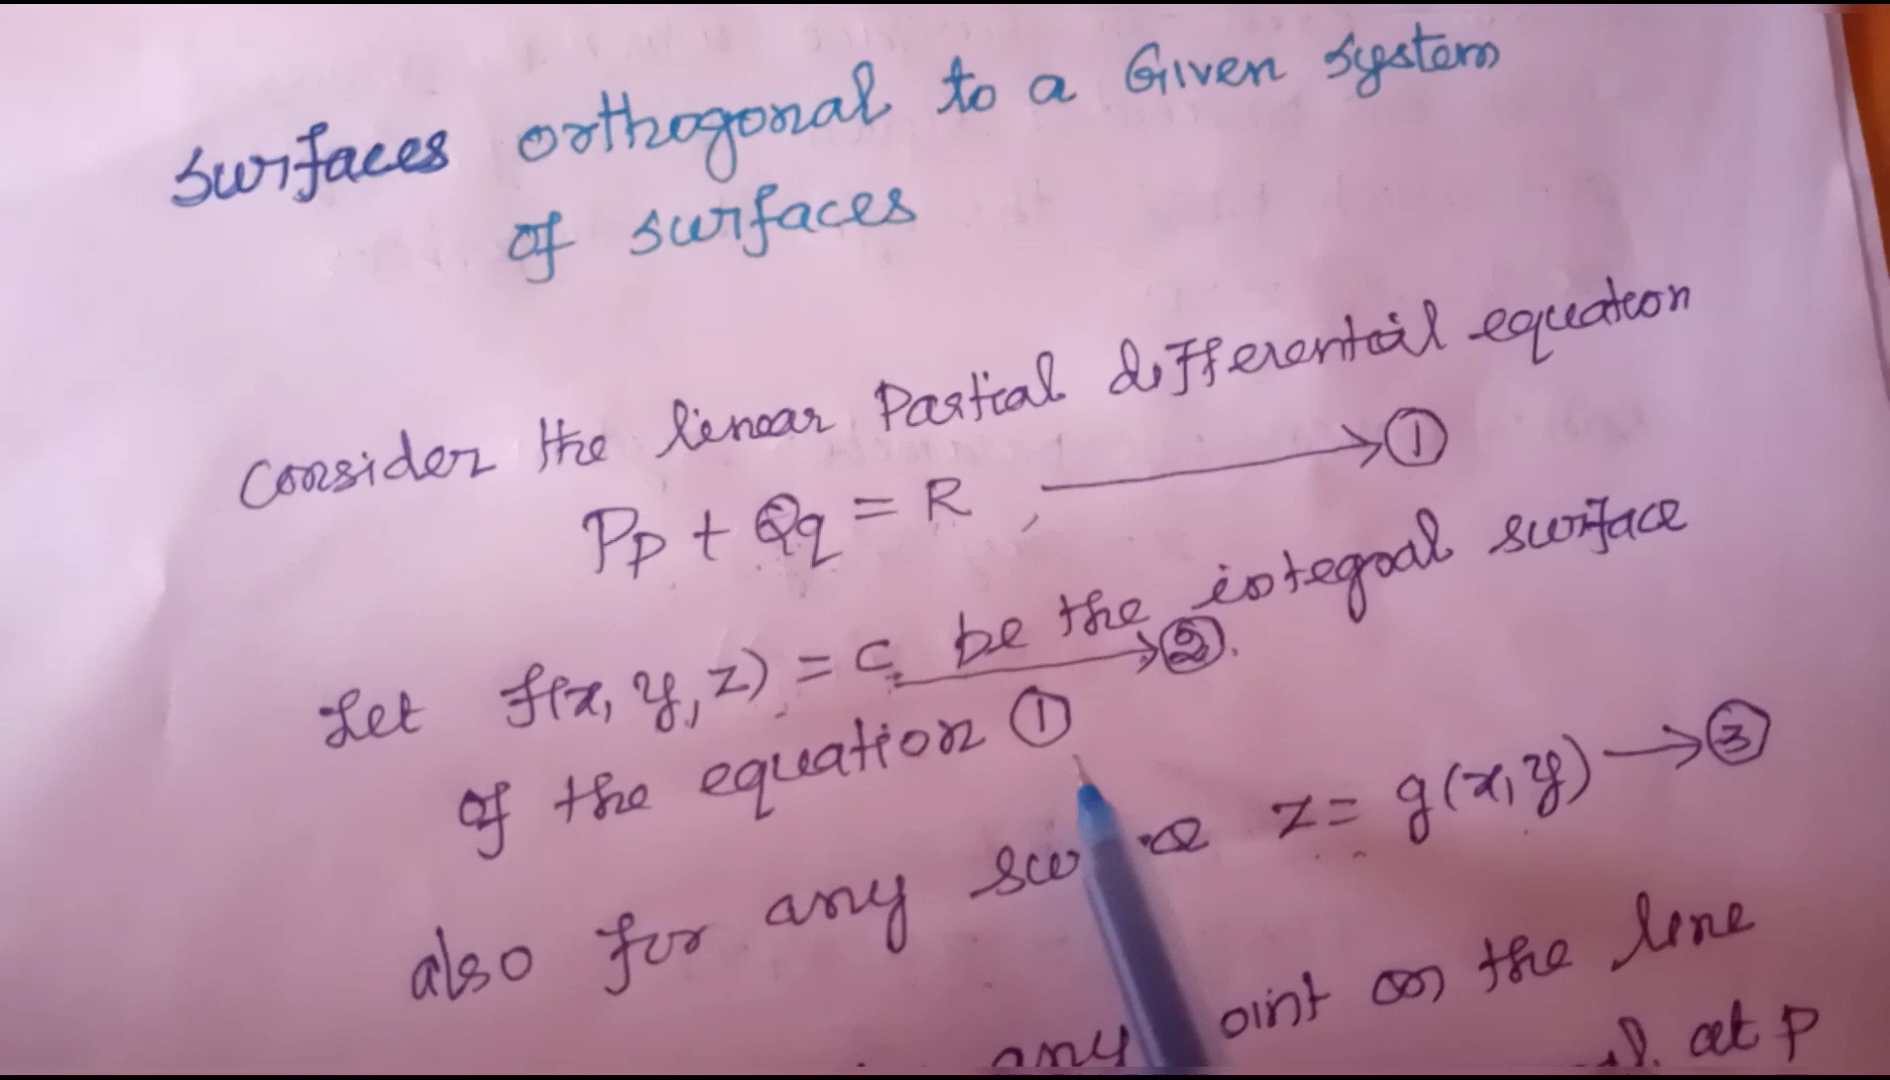 Surfaces orthogonal to a Given system
of surfaces
Consider the linear Partial differential equation
Pp + Qq = R → ①
Let f(x, y, z) = c be the integral surface → ②.
of the equation ①
also for any z = g(x, y) → ③
any on the line
at P